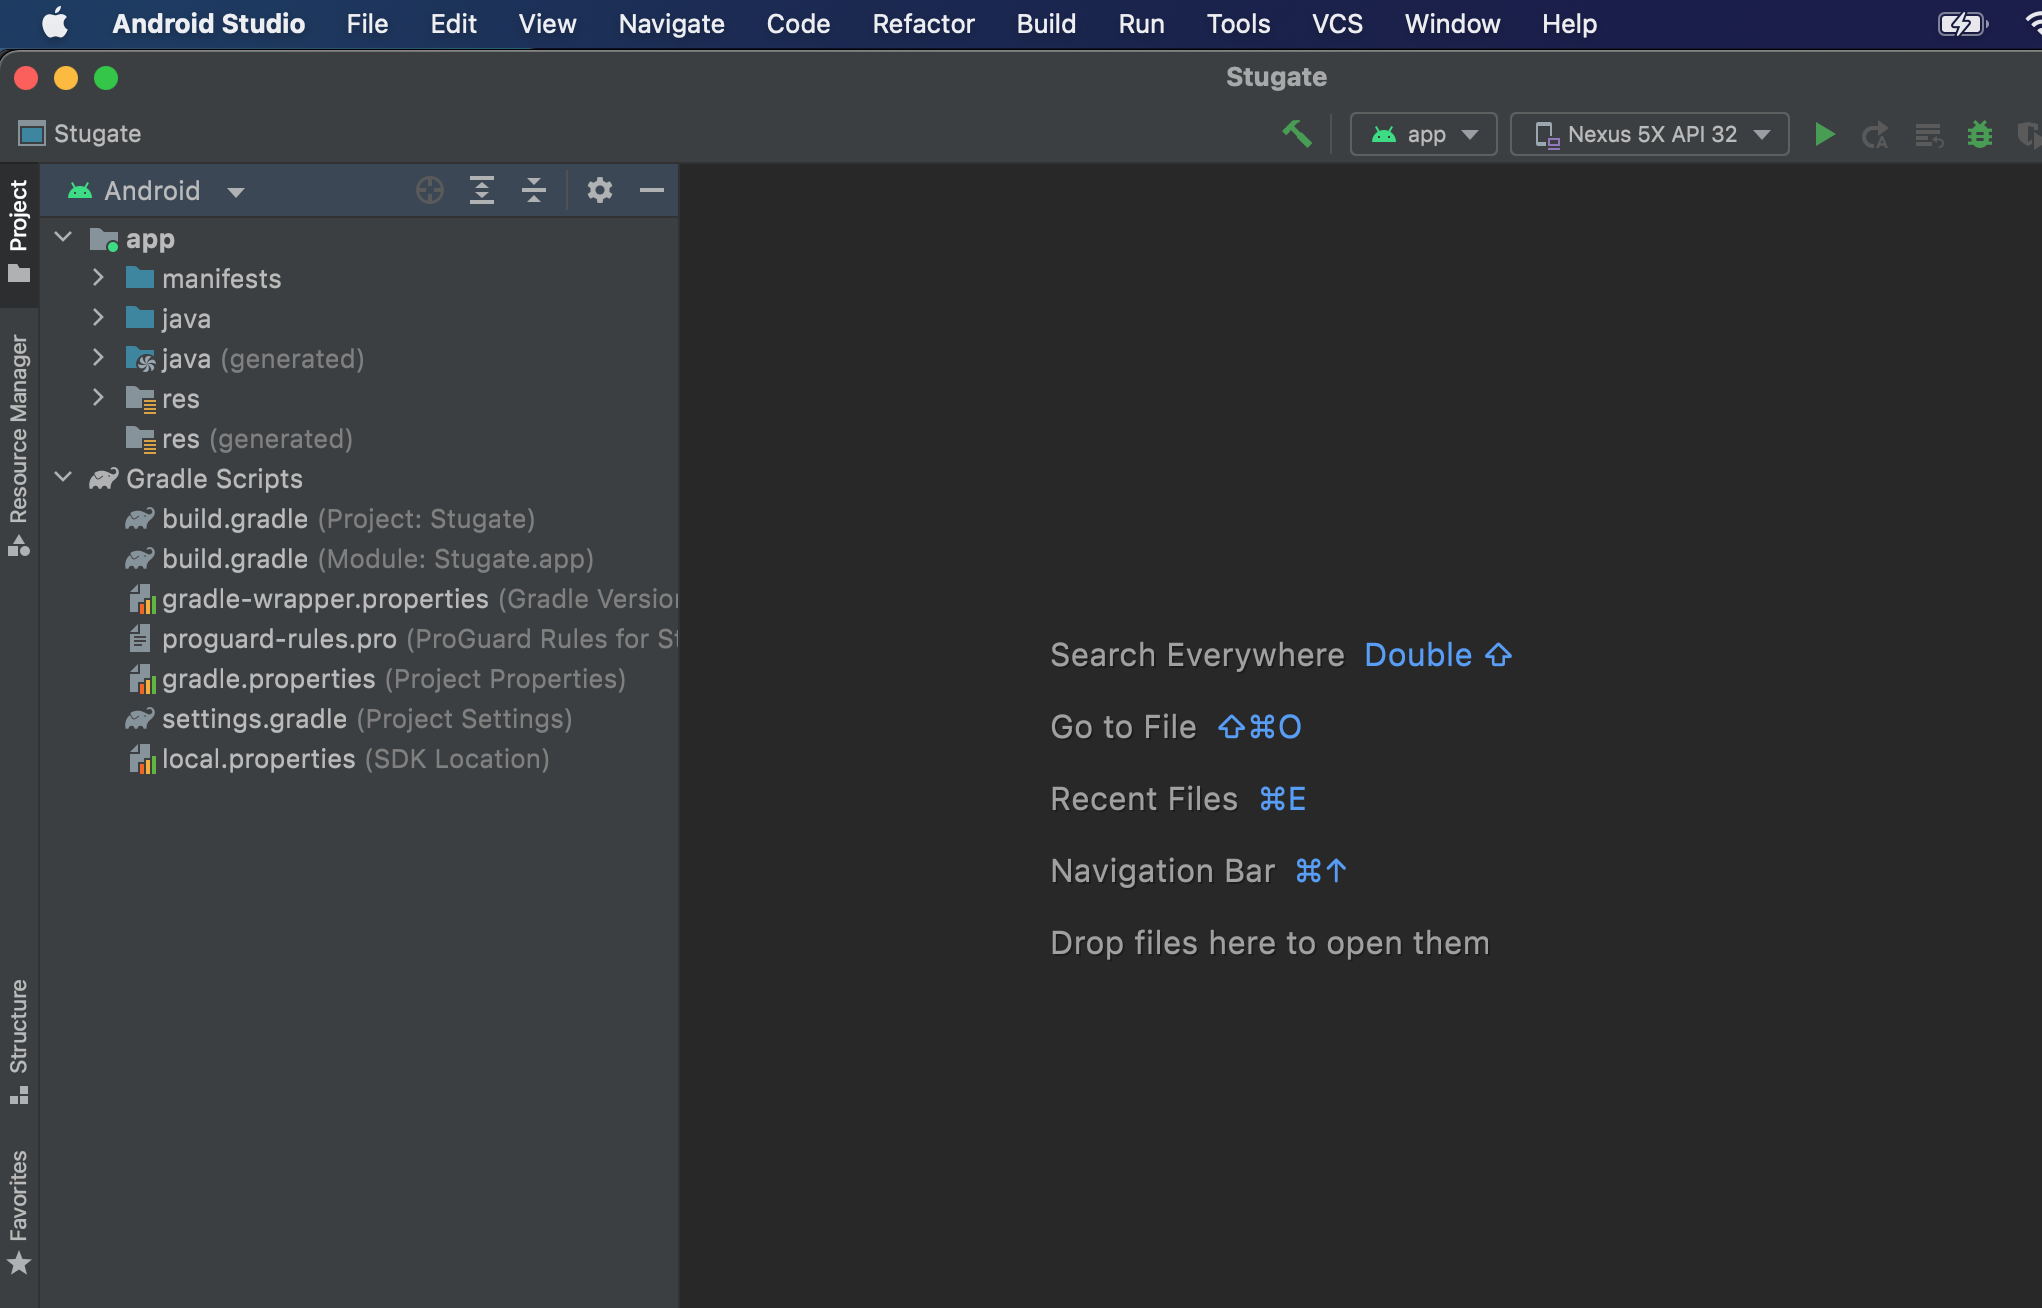 Android Studio File Edit View Navigate Code Refactor Build Run Tools VCS Window Help
Stugate
Stugate app Nexus 5X API 32
Project
Android
app
manifests
java
java (generated)
res
res (generated)
Gradle Scripts
build.gradle (Project: Stugate)
build.gradle (Module: Stugate.app)
gradle-wrapper.properties (Gradle Version
proguard-rules.pro (ProGuard Rules for St
gradle.properties (Project Properties)
settings.gradle (Project Settings)
local.properties (SDK Location)
Resource Manager
Structure
Favorites
Search Everywhere Double ⇧
Go to File ⇧⌘O
Recent Files ⌘E
Navigation Bar ⌘↑
Drop files here to open them